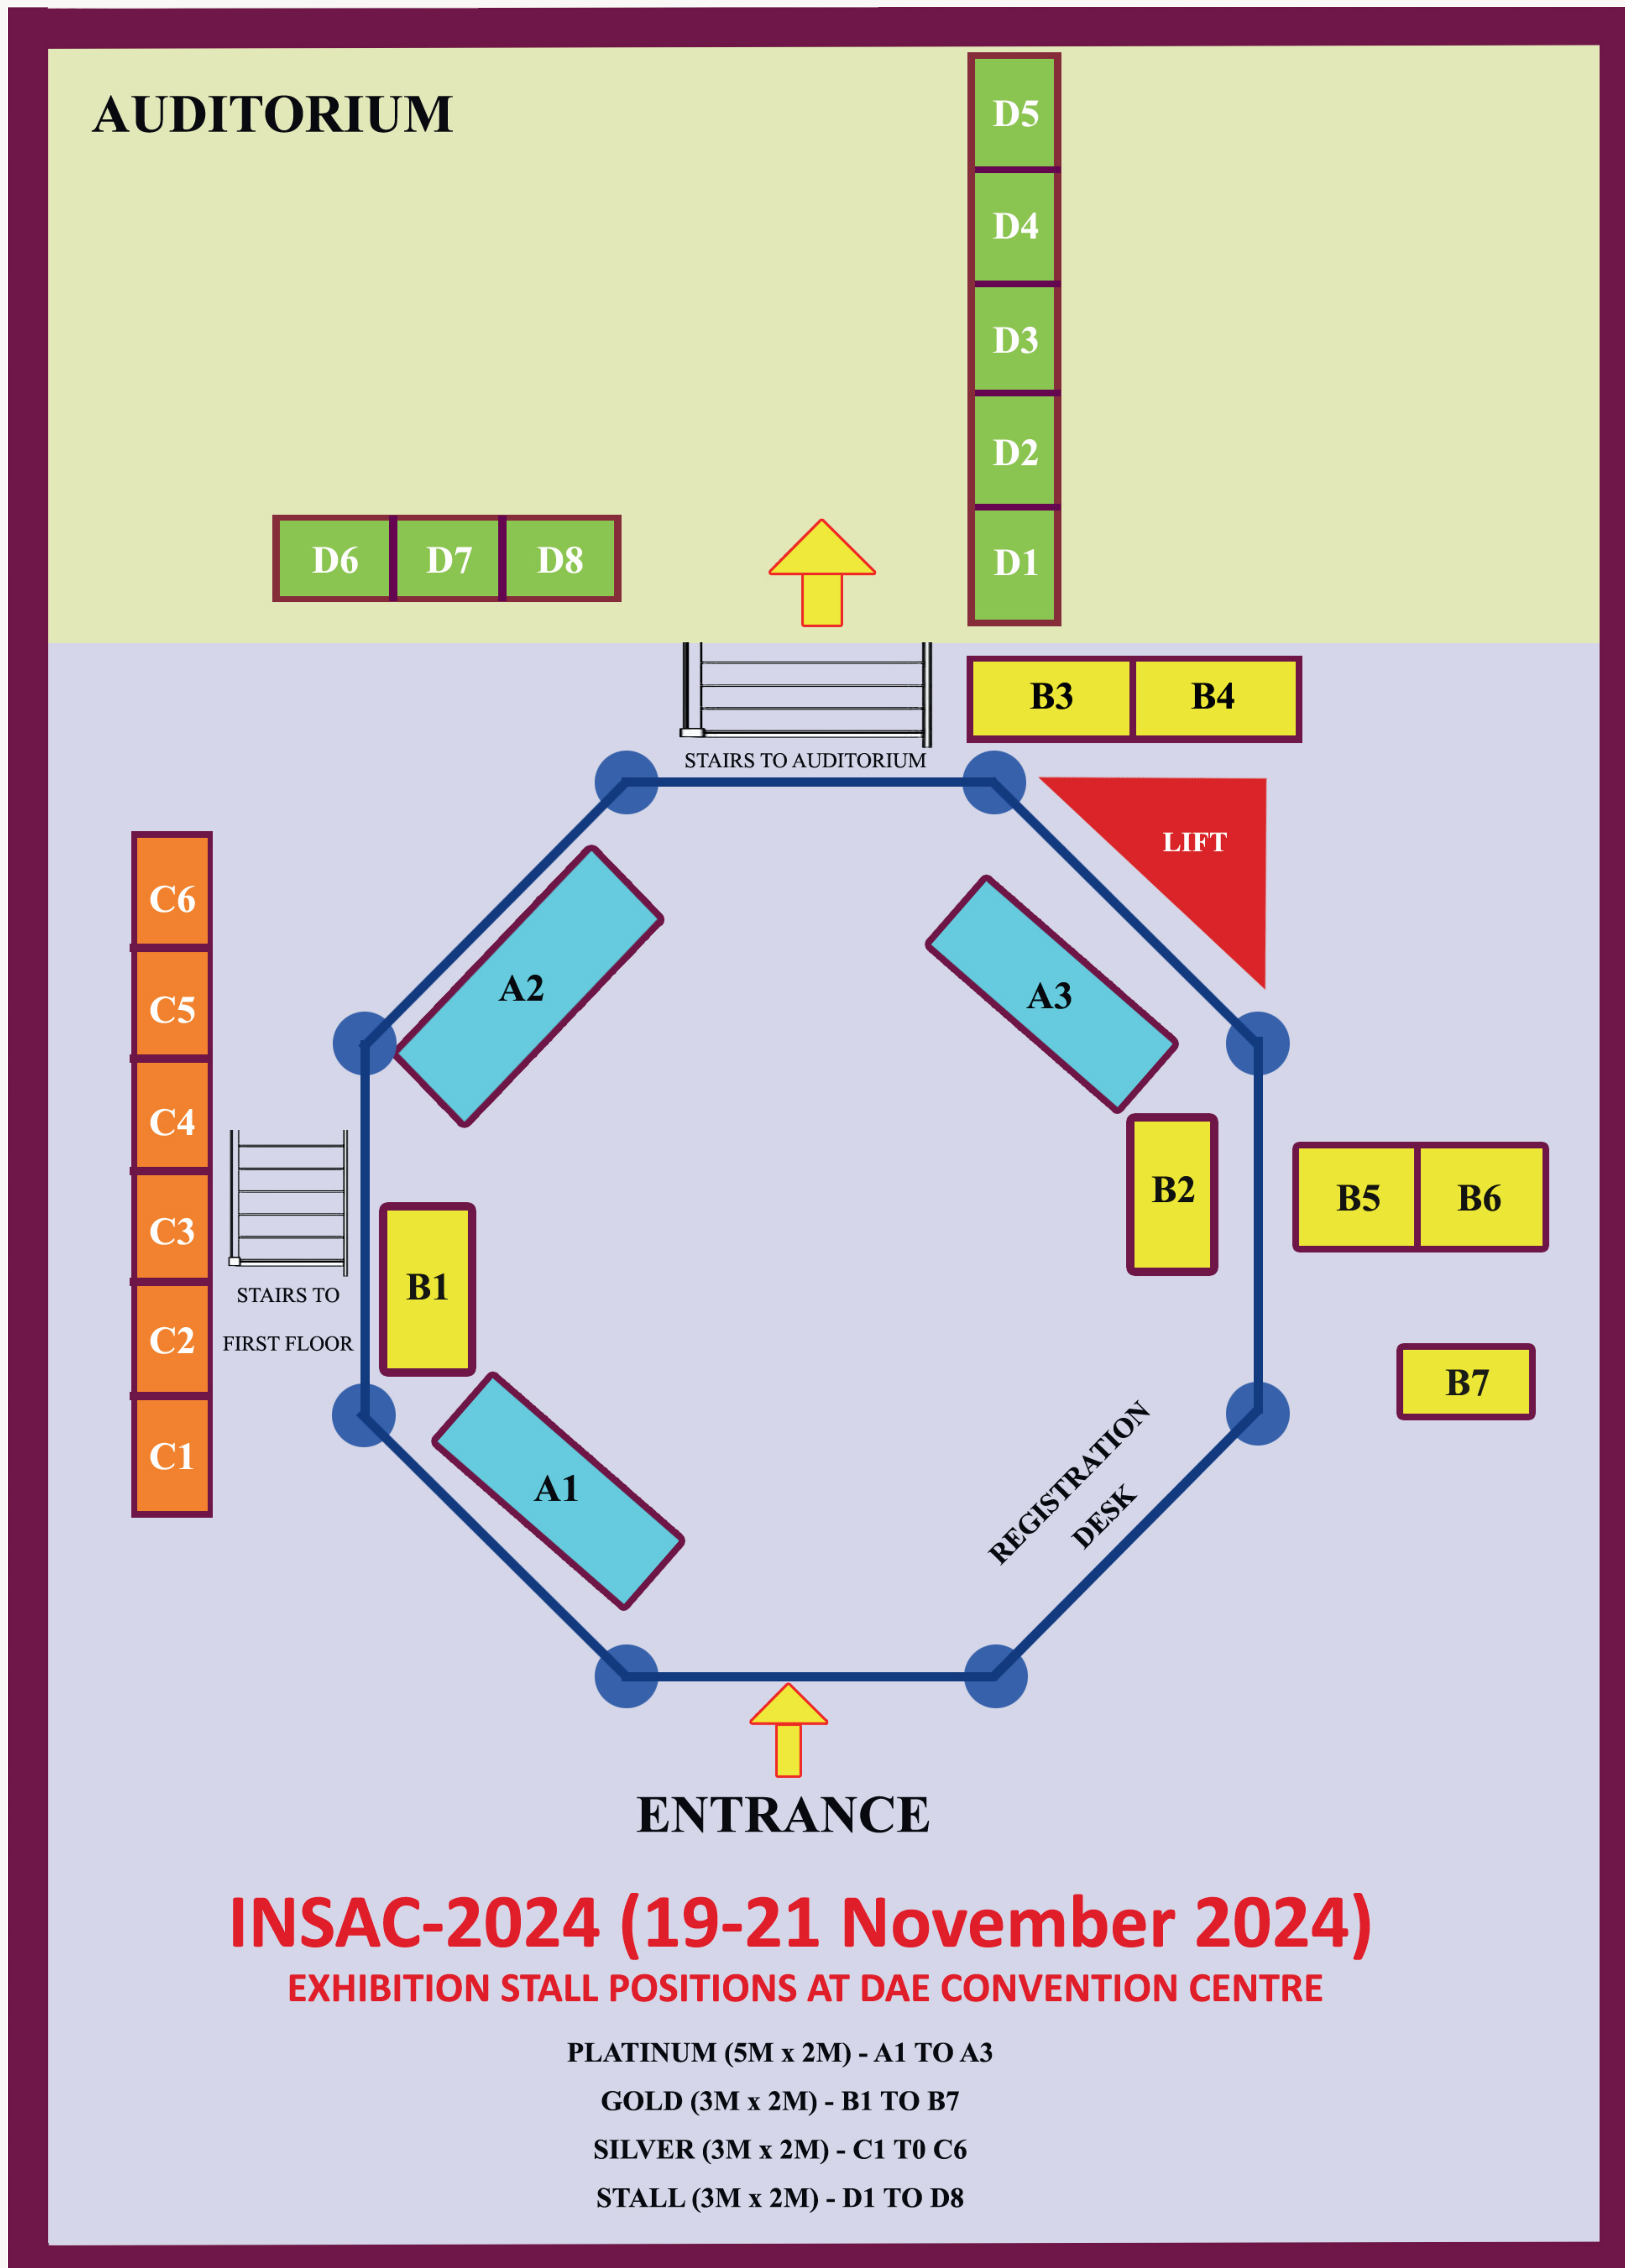 AUDITORIUM
D5
D4
D3
D2
D1
D6 D7 D8
B3 B4
STAIRS TO AUDITORIUM
LIFT
C6
C5
C4
C3
C2
C1
A2
A3
B2
B5 B6
STAIRS TO
FIRST FLOOR
B1
B7
A1
REGISTRATION
DESK
ENTRANCE
INSAC-2024 (19-21 November 2024)
EXHIBITION STALL POSITIONS AT DAE CONVENTION CENTRE
PLATINUM (5M x 2M) - A1 TO A3
GOLD (3M x 2M) - B1 TO B7
SILVER (3M x 2M) - C1 T0 C6
STALL (3M x 2M) - D1 TO D8